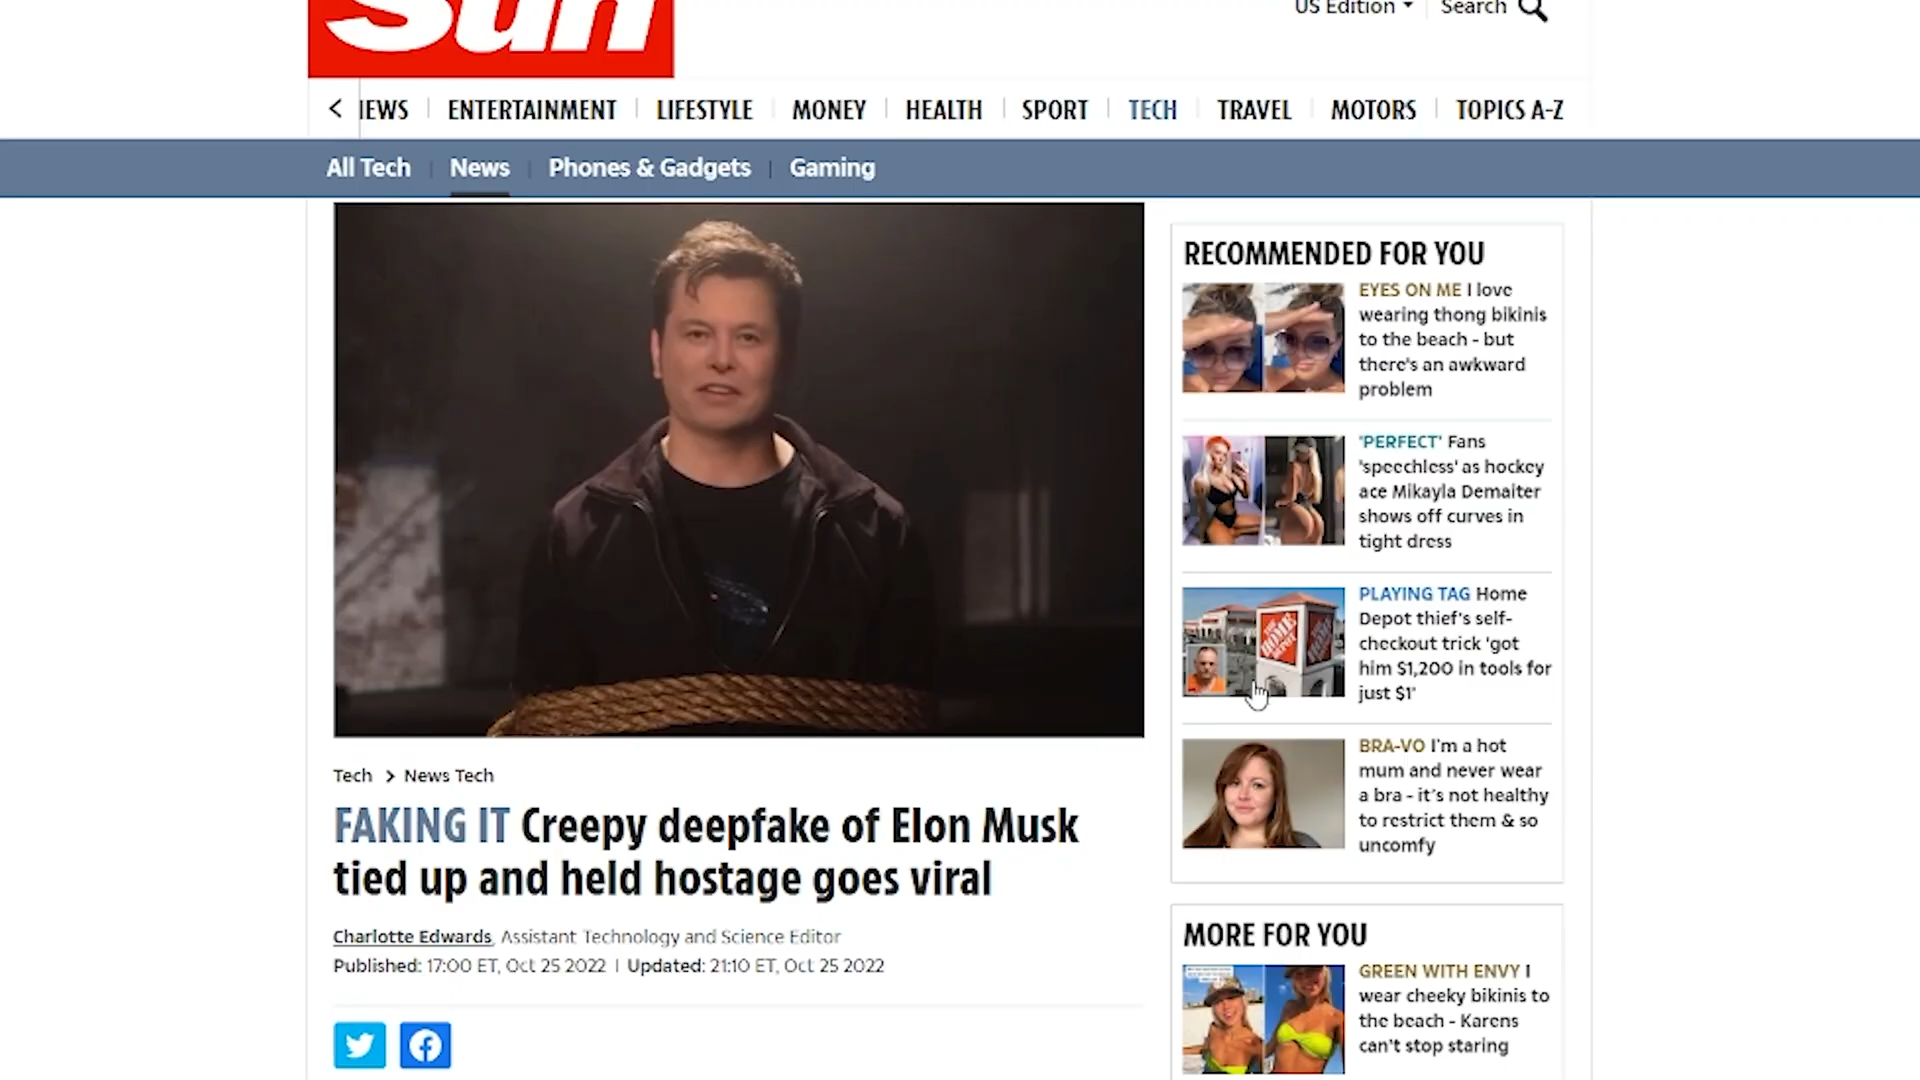 Sun
US Edition
Search
IEWS
ENTERTAINMENT
LIFESTYLE
MONEY
HEALTH
SPORT
TECH
TRAVEL
MOTORS
TOPICS A-Z
All Tech
News
Phones & Gadgets
Gaming
Tech > News Tech
FAKING IT Creepy deepfake of Elon Musk
tied up and held hostage goes viral
Charlotte Edwards, Assistant Technology and Science Editor
Published: 17:00 ET, Oct 25 2022 | Updated: 21:10 ET, Oct 25 2022
RECOMMENDED FOR YOU
EYES ON ME I love
wearing thong bikinis
to the beach - but
there's an awkward
problem
'PERFECT' Fans
'speechless' as hockey
ace Mikayla Demaiter
shows off curves in
tight dress
THE HOME DEPOT
PLAYING TAG Home
Depot thief's self-
checkout trick 'got
him $1,200 in tools for
just $1'
BRA-VO I'm a hot
mum and never wear
a bra - it's not healthy
to restrict them & so
uncomfy
MORE FOR YOU
GREEN WITH ENVY I
wear cheeky bikinis to
the beach - Karens
can't stop staring